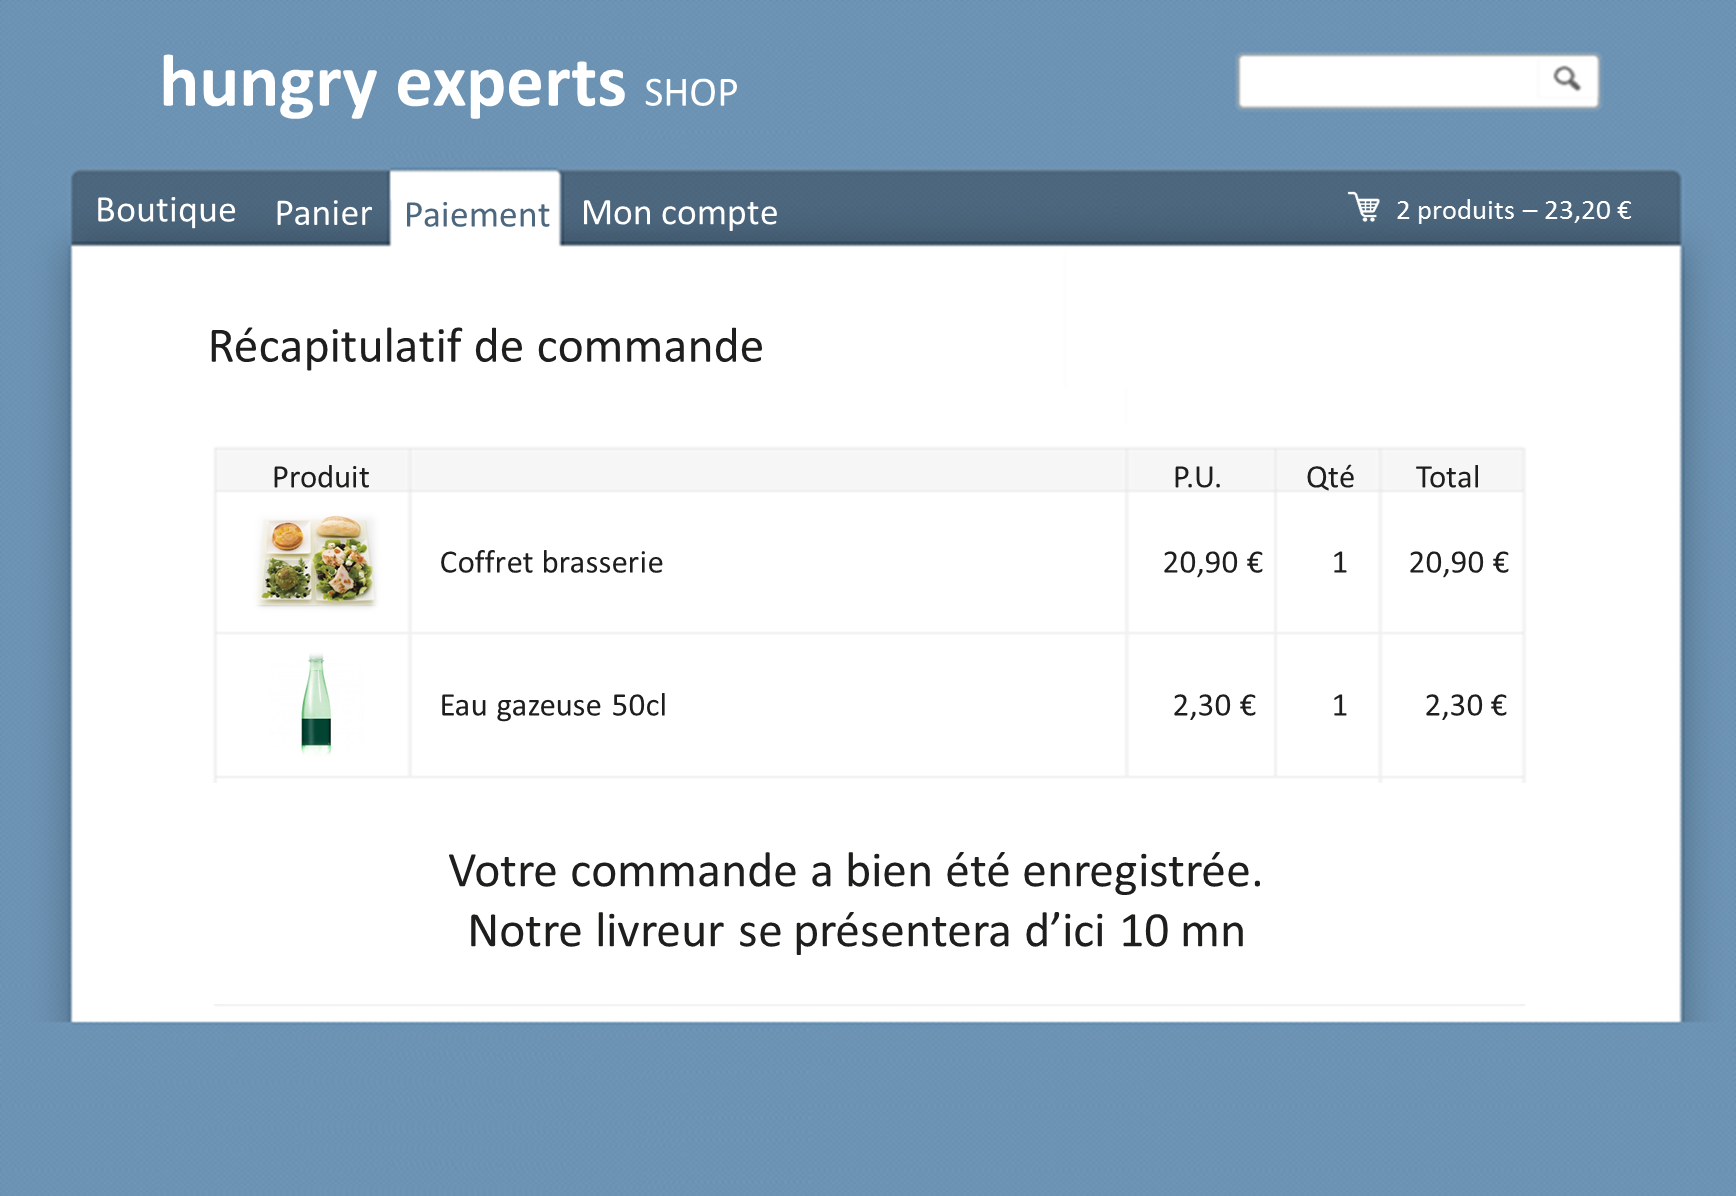 hungry experts SHOP
Boutique Panier Paiement Mon compte 2 produits – 23,20 €
Récapitulatif de commande
Produit P.U. Qté Total
Coffret brasserie 20,90 € 1 20,90 €
Eau gazeuse 50cl 2,30 € 1 2,30 €
Votre commande a bien été enregistrée.
Notre livreur se présentera d’ici 10 mn